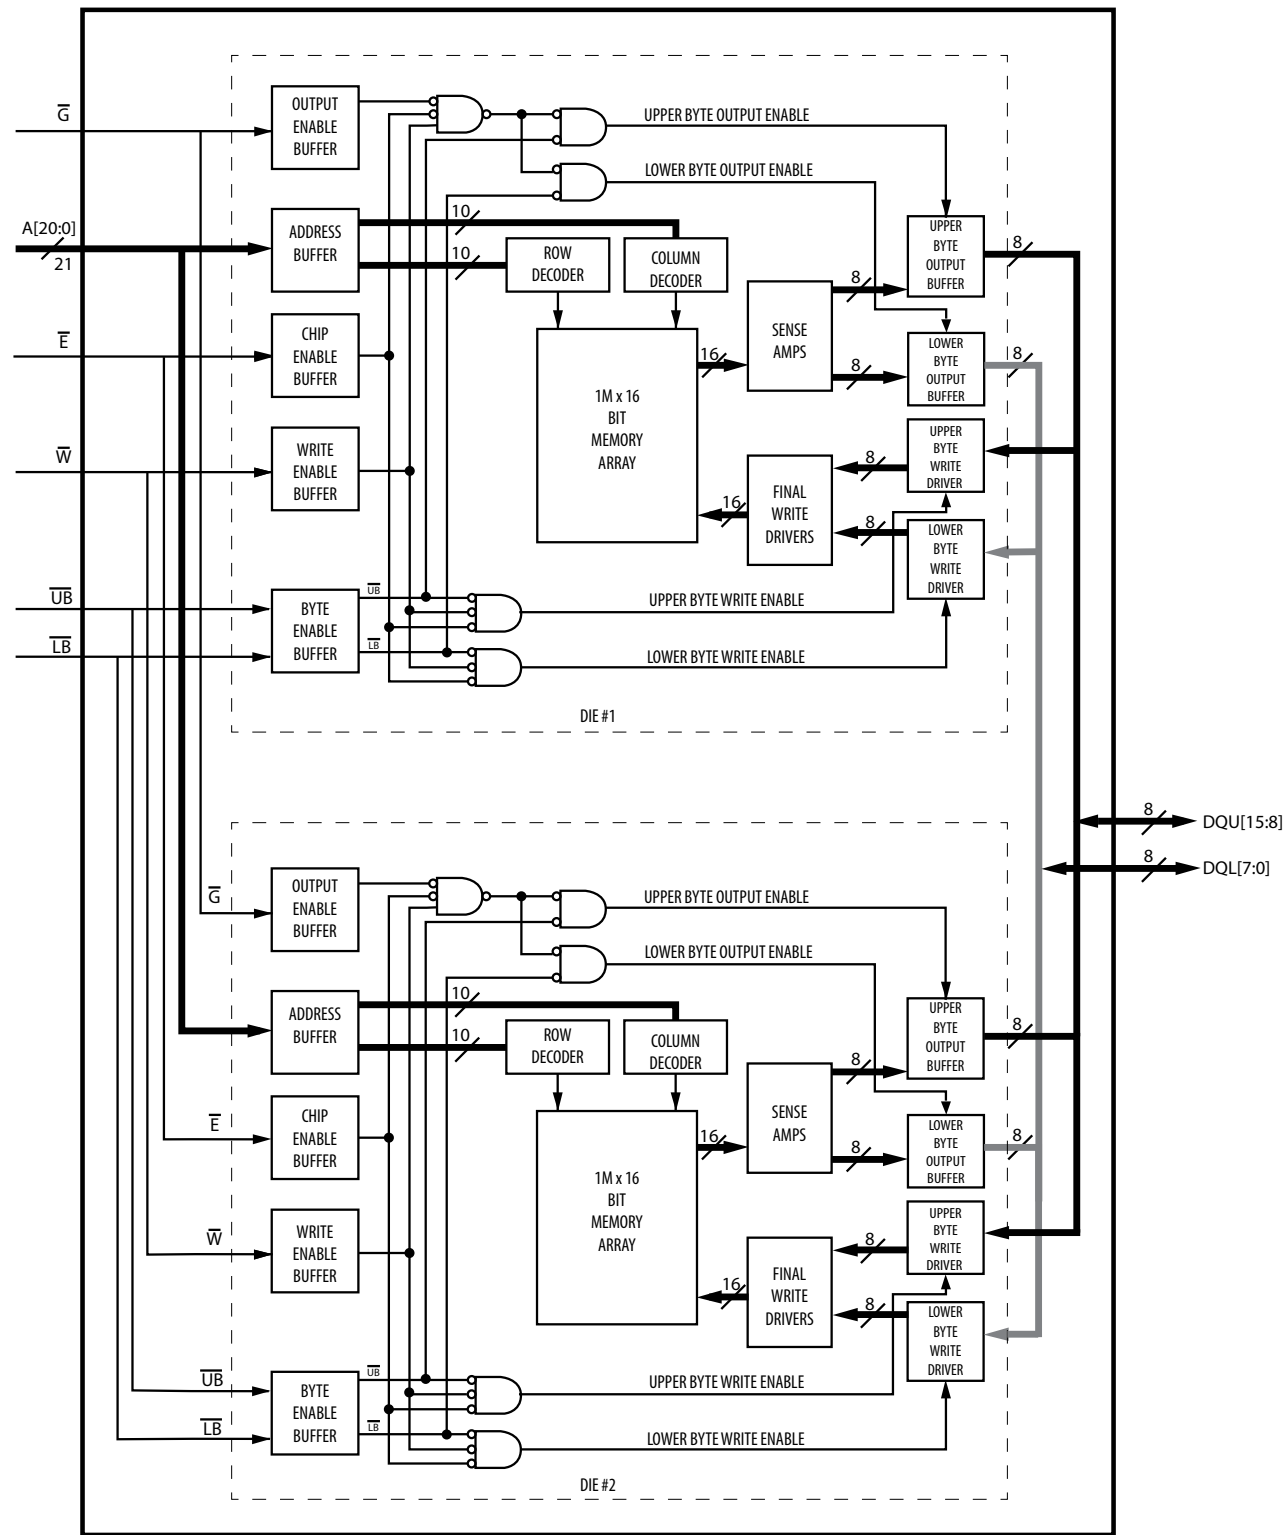 G̅
A[20:0]
21
E̅
W̅
U̅B̅
L̅B̅
OUTPUT
ENABLE
BUFFER
ADDRESS
BUFFER
CHIP
ENABLE
BUFFER
WRITE
ENABLE
BUFFER
BYTE
ENABLE
BUFFER
U̅B̅
L̅B̅
10
10
ROW
DECODER
COLUMN
DECODER
1M x 16
BIT
MEMORY
ARRAY
16
16
SENSE
AMPS
FINAL
WRITE
DRIVERS
8
8
8
8
UPPER BYTE OUTPUT ENABLE
LOWER BYTE OUTPUT ENABLE
UPPER
BYTE
OUTPUT
BUFFER
LOWER
BYTE
OUTPUT
BUFFER
UPPER
BYTE
WRITE
DRIVER
LOWER
BYTE
WRITE
DRIVER
8
8
UPPER BYTE WRITE ENABLE
LOWER BYTE WRITE ENABLE
DIE #1
8
DQU[15:8]
8
DQL[7:0]
G̅
E̅
W̅
U̅B̅
L̅B̅
OUTPUT
ENABLE
BUFFER
ADDRESS
BUFFER
CHIP
ENABLE
BUFFER
WRITE
ENABLE
BUFFER
BYTE
ENABLE
BUFFER
U̅B̅
L̅B̅
10
10
ROW
DECODER
COLUMN
DECODER
1M x 16
BIT
MEMORY
ARRAY
16
16
SENSE
AMPS
FINAL
WRITE
DRIVERS
8
8
8
8
UPPER BYTE OUTPUT ENABLE
LOWER BYTE OUTPUT ENABLE
UPPER
BYTE
OUTPUT
BUFFER
LOWER
BYTE
OUTPUT
BUFFER
UPPER
BYTE
WRITE
DRIVER
LOWER
BYTE
WRITE
DRIVER
8
8
UPPER BYTE WRITE ENABLE
LOWER BYTE WRITE ENABLE
DIE #2